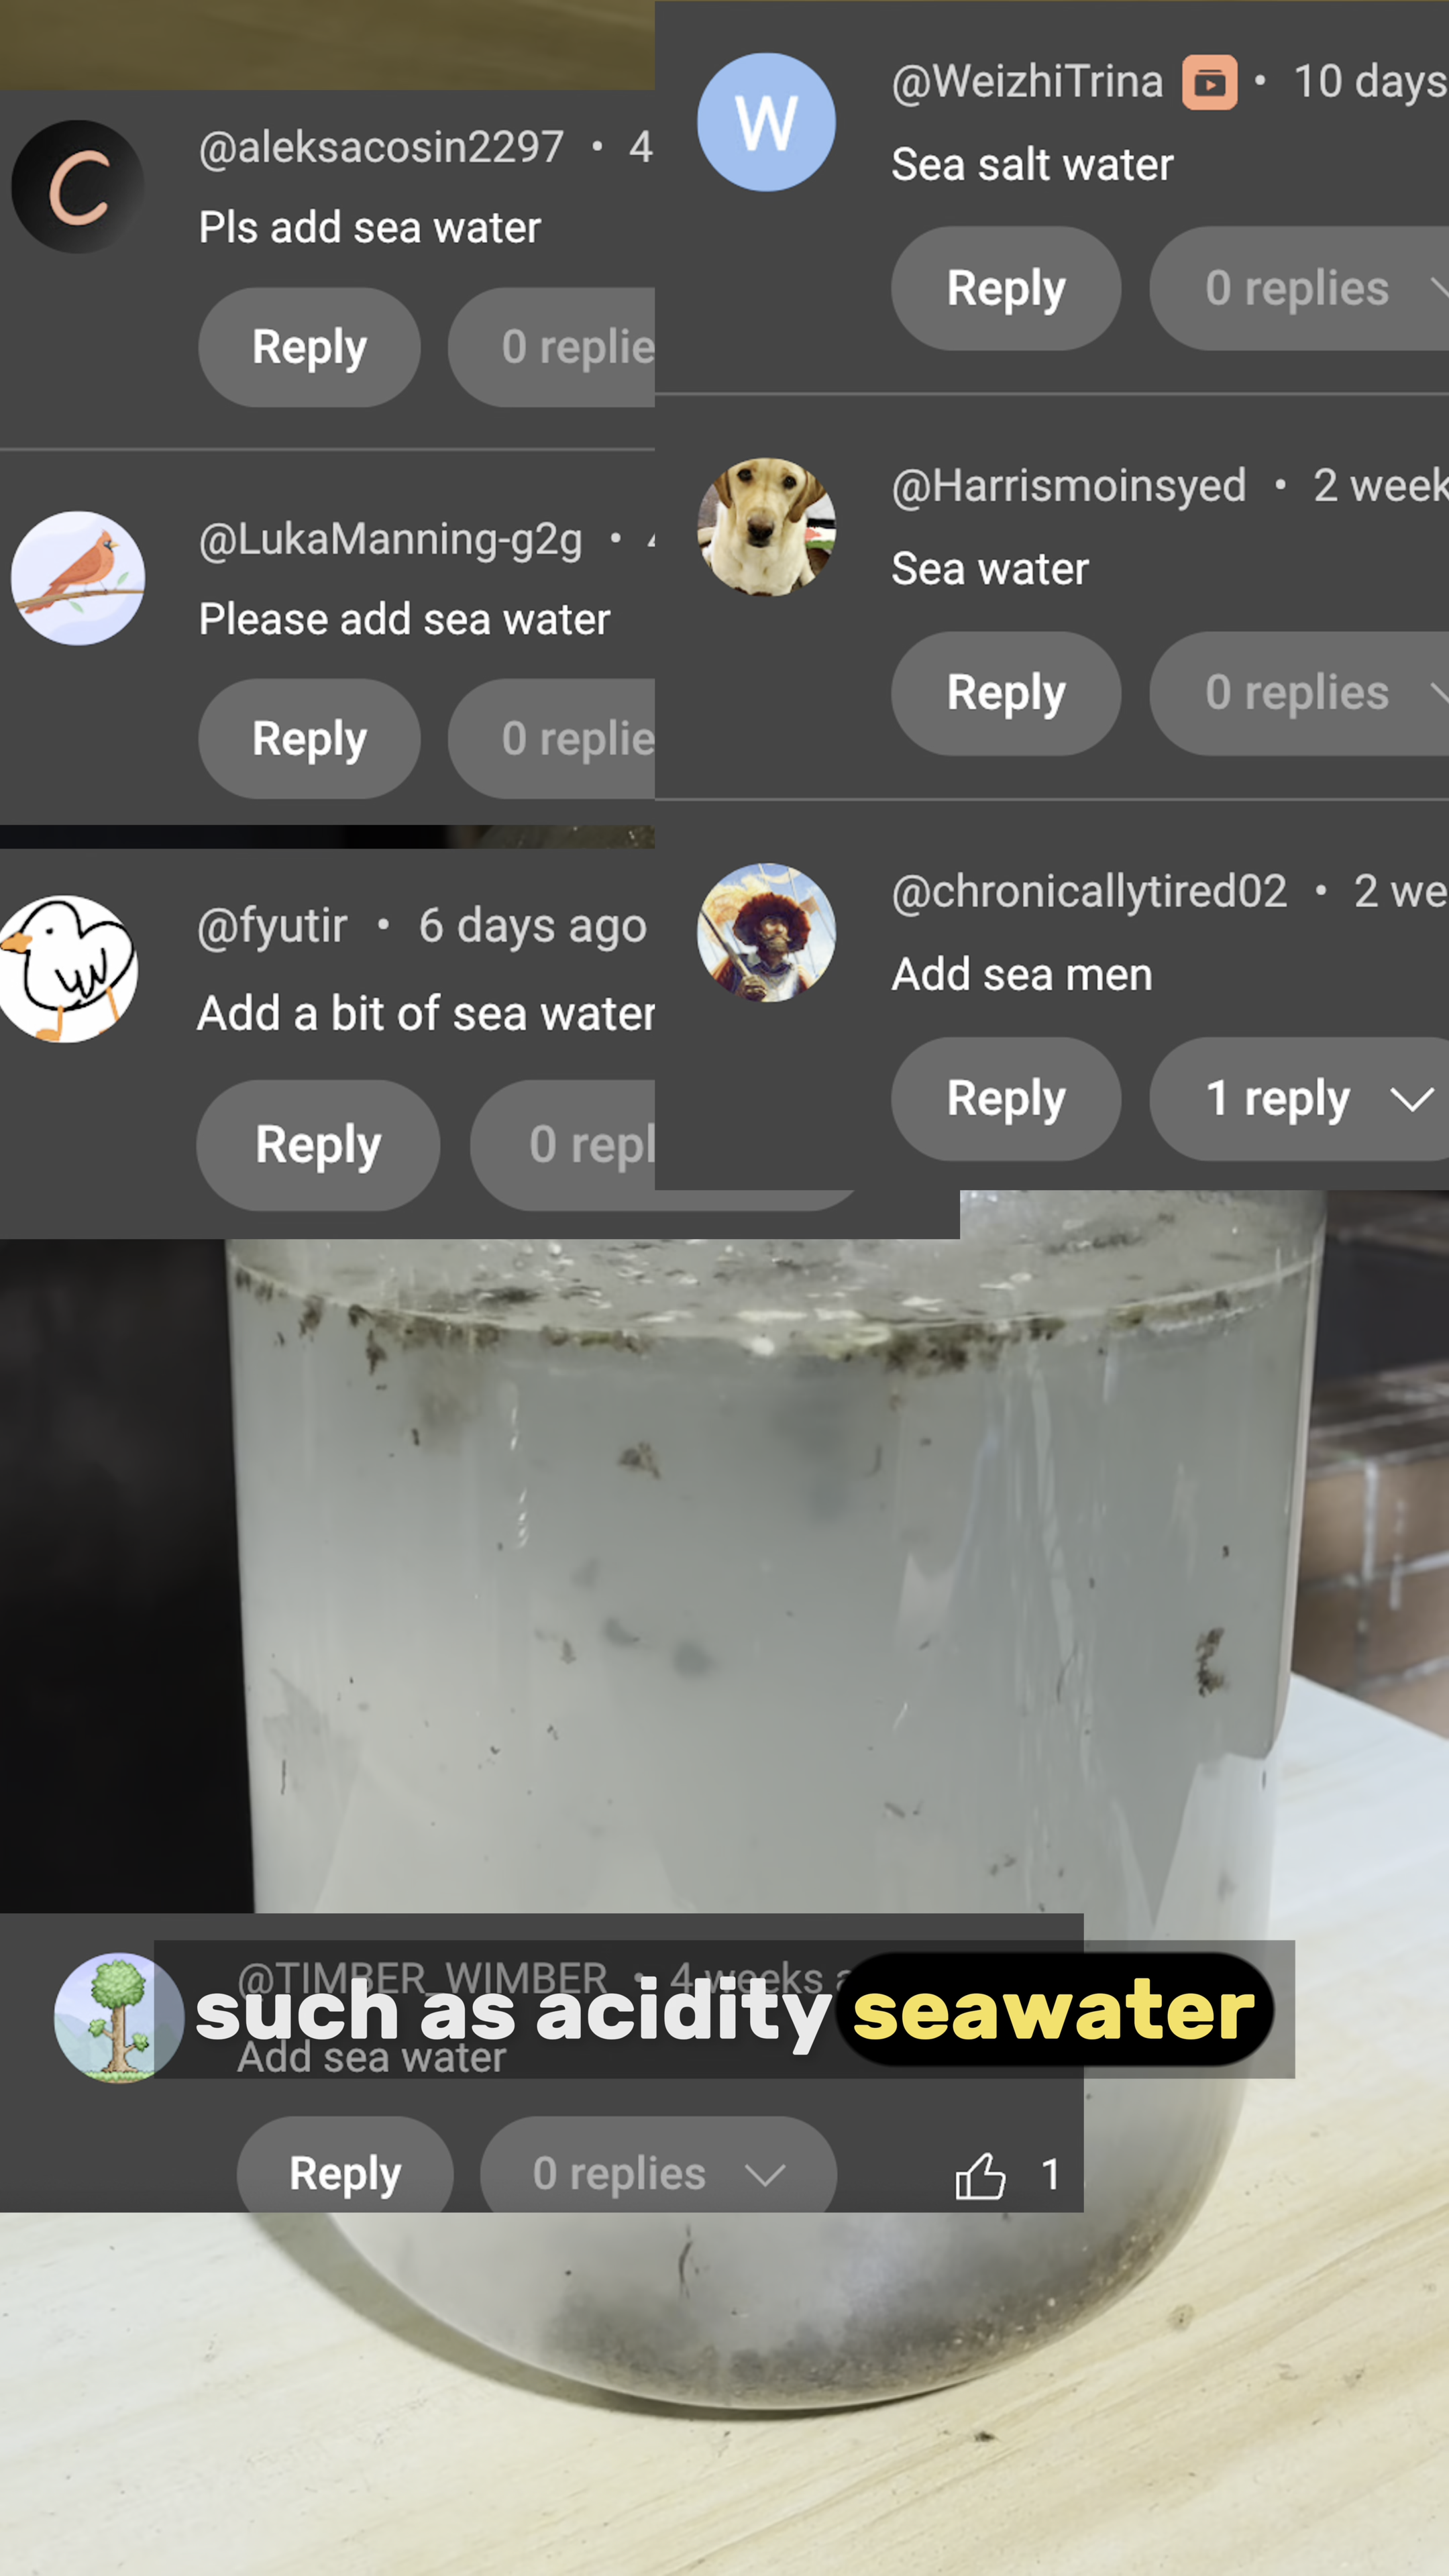 @aleksacosin2297 • 4
Pls add sea water
Reply 0 replie
@LukaManning-g2g •
Please add sea water
Reply 0 replie
@fyutir • 6 days ago
Add a bit of sea water
Reply 0 repl
C
W
@WeizhiTrina • 10 days
Sea salt water
Reply 0 replies
@Harrismoinsyed • 2 week
Sea water
Reply 0 replies
@chronicallytired02 • 2 we
Add sea men
Reply 1 reply
@TIMBER_WIMBER • 4 weeks a
such as acidity seawater
Add sea water
Reply 0 replies 1